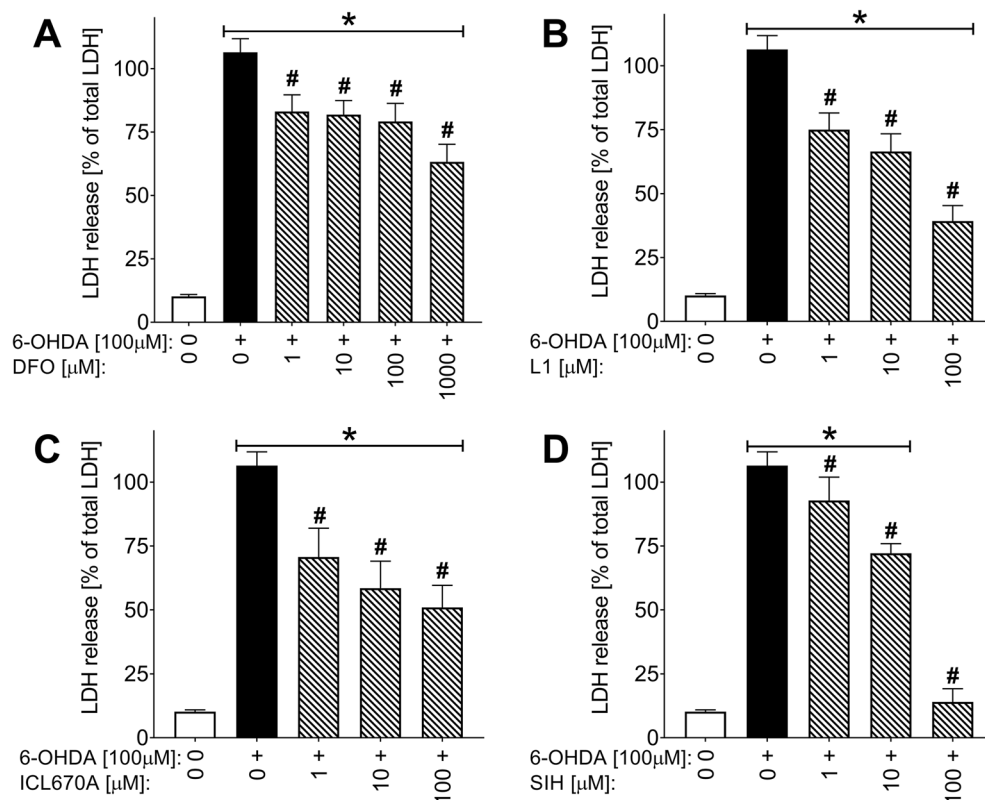 A
LDH release [% of total LDH]
100
75
50
25
0
*
# # # #
6-OHDA [100μM]: 0 + + + + +
DFO [μM]: 0 0 1 10 100 1000
B
LDH release [% of total LDH]
100
75
50
25
0
*
# # #
6-OHDA [100μM]: 0 + + + +
L1 [μM]: 0 0 1 10 100
C
LDH release [% of total LDH]
100
75
50
25
0
*
# # #
6-OHDA [100μM]: 0 + + + +
ICL670A [μM]: 0 0 1 10 100
D
LDH release [% of total LDH]
100
75
50
25
0
*
# # #
6-OHDA [100μM]: 0 + + + +
SIH [μM]: 0 0 1 10 100